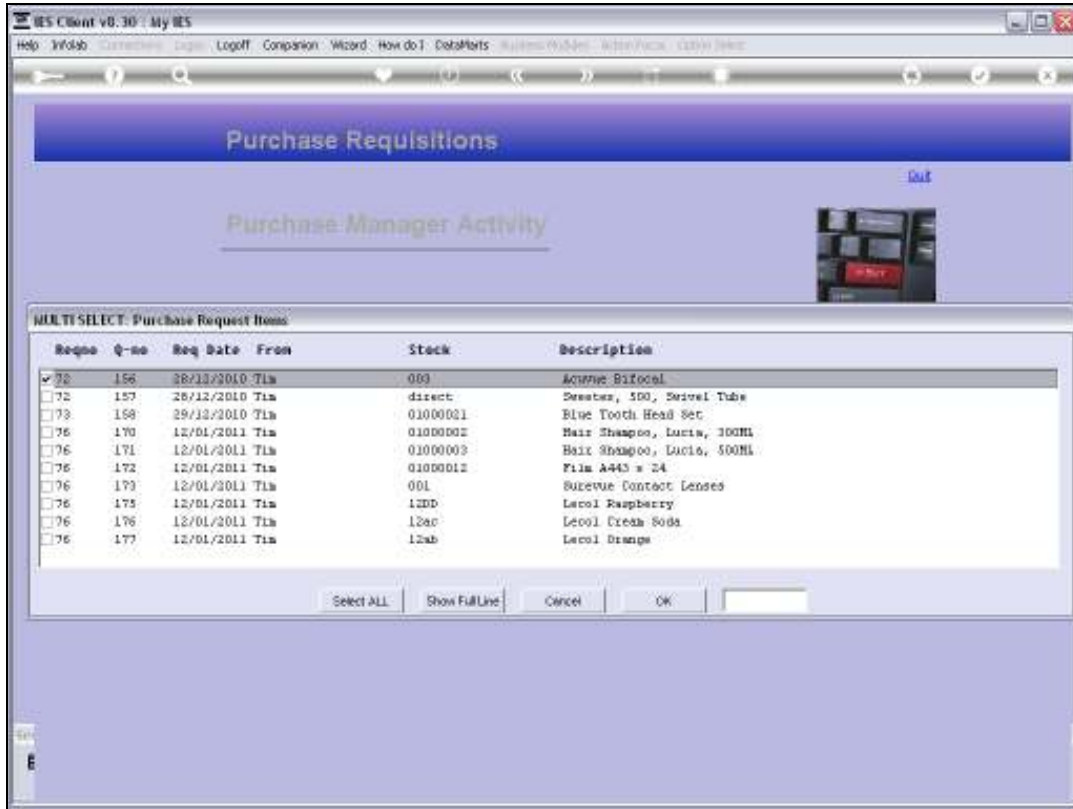 IES Client v8.30 : My IES
Help Infolab Logoff Companion Wizard How do I DataMarts
Purchase Requisitions
Quit
Purchase Manager Activity
MULTI SELECT: Purchase Request Items
Reqno Q-no Req Date From Stock Description
72 156 28/12/2010 Tim 003 Acuvue Bifocal
72 157 28/12/2010 Tim direct Sweeter, 500, Swivel Tube
73 158 29/12/2010 Tim 01000021 Blue Tooth Head Set
76 170 12/01/2011 Tim 01000002 Hair Shampoo, Lucia, 300ML
76 171 12/01/2011 Tim 01000003 Hair Shampoo, Lucia, 500ML
76 172 12/01/2011 Tim 01000012 Film A443 x 24
76 173 12/01/2011 Tim 001 Surevue Contact Lenses
76 175 12/01/2011 Tim 12DD Lecol Raspberry
76 176 12/01/2011 Tim 12ac Lecol Cream Soda
76 177 12/01/2011 Tim 12ab Lecol Orange
Select ALL Show Full Line Cancel OK